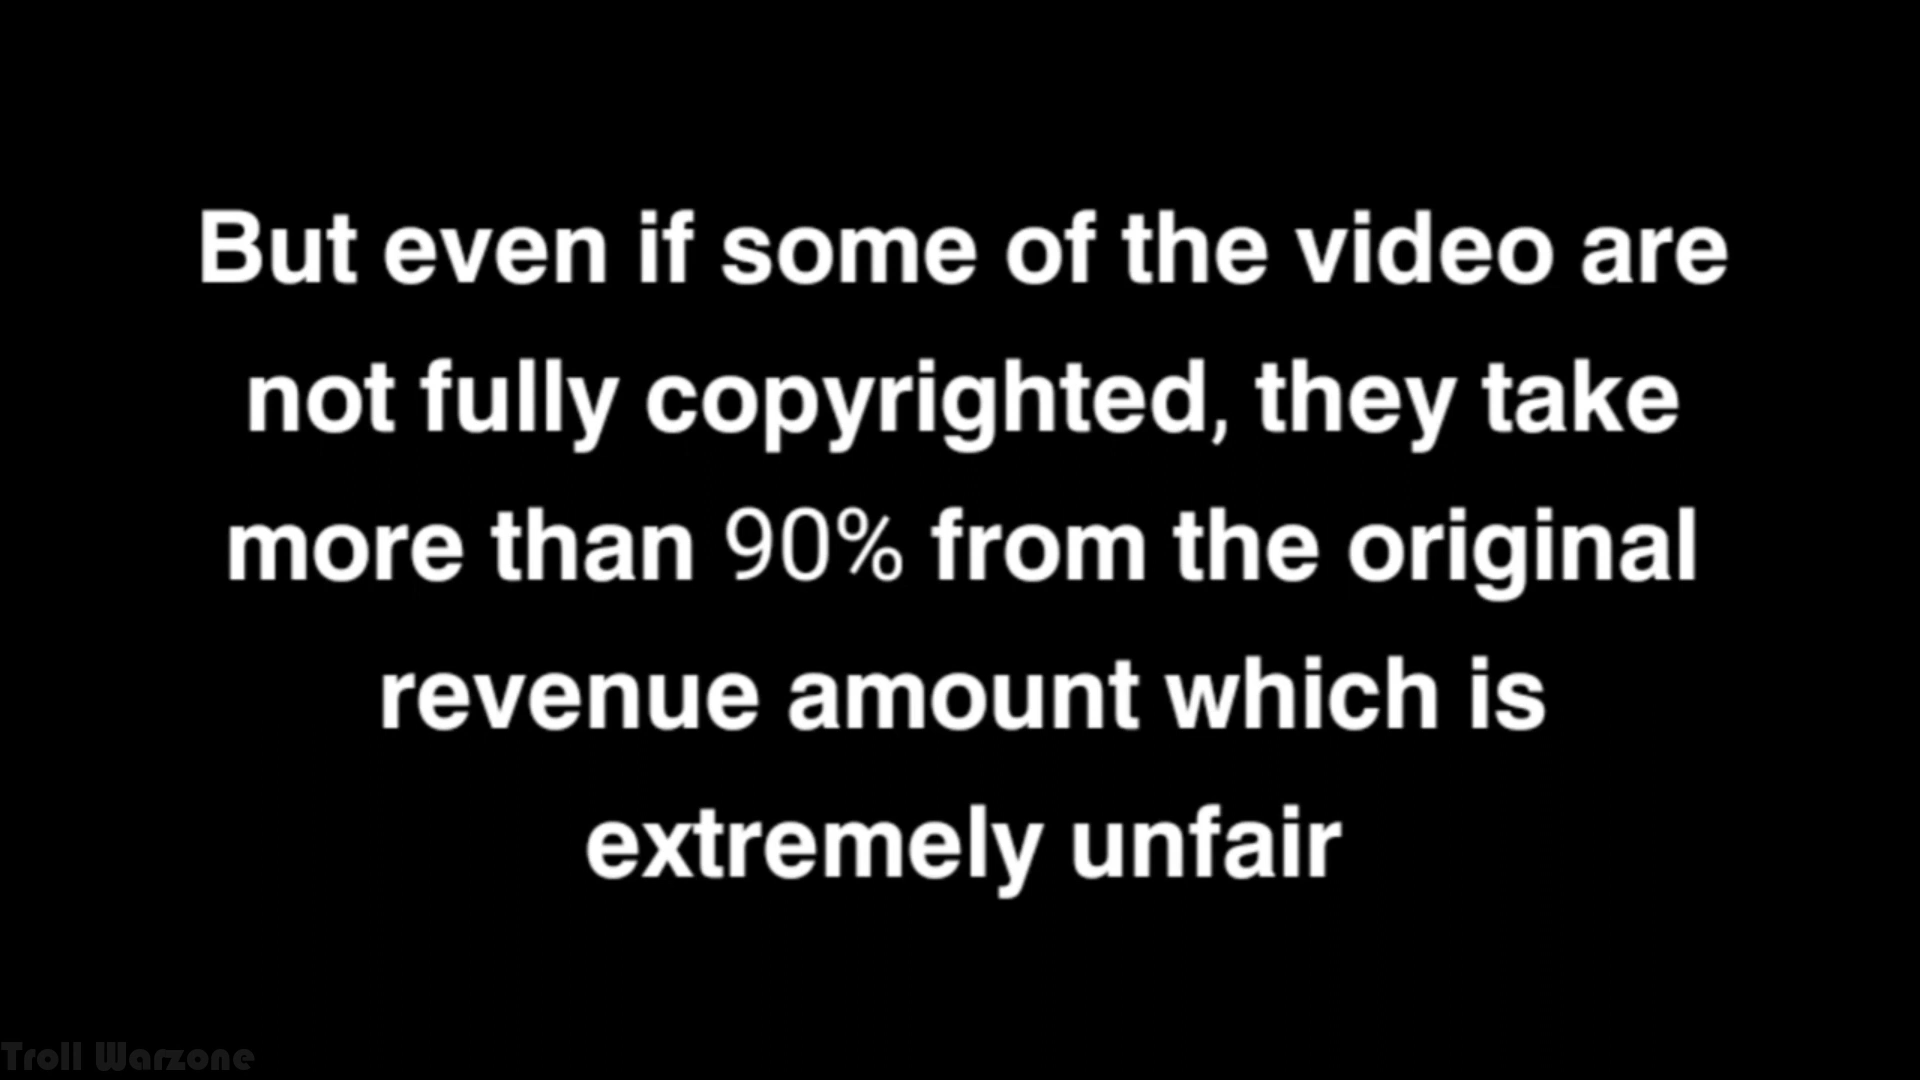 But even if some of the video are
not fully copyrighted, they take
more than 90% from the original
revenue amount which is
extremely unfair
Troll Warzone